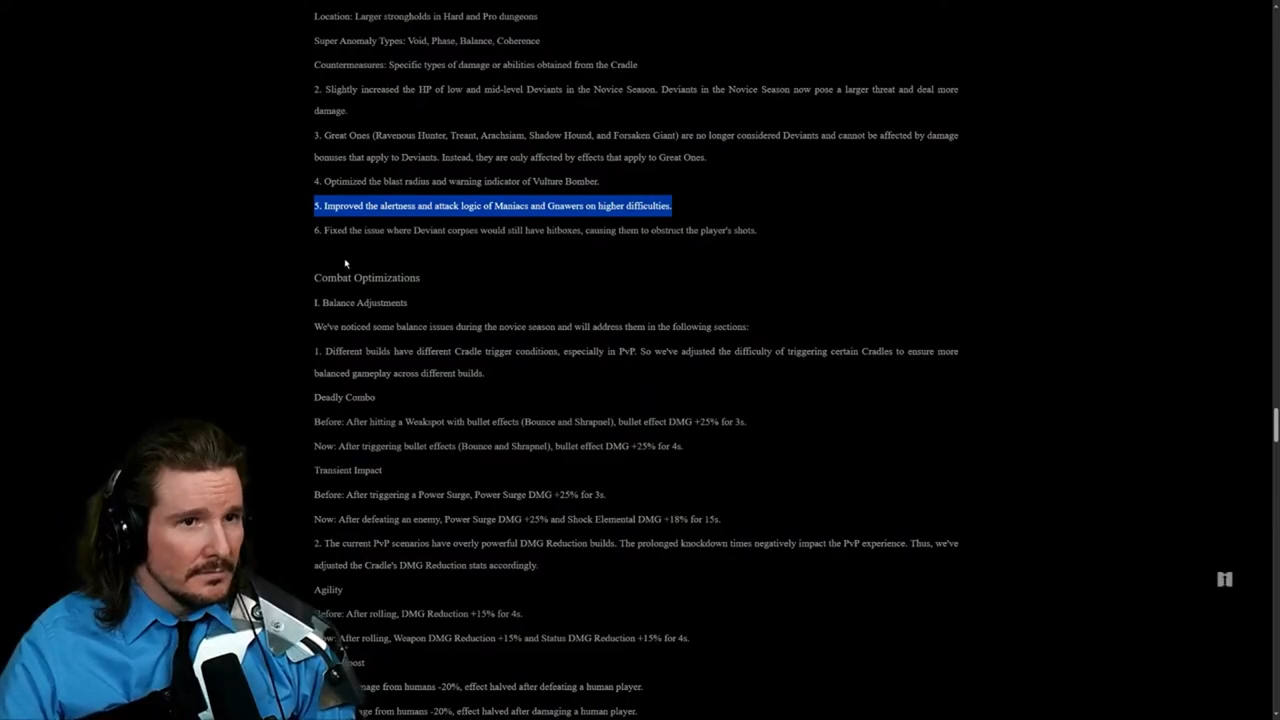 Location: Larger strongholds in Hard and Pro dungeons
Super Anomaly Types: Void, Phase, Balance, Coherence
Countermeasures: Specific types of damage or abilities obtained from the Cradle
2. Slightly increased the HP of low and mid-level Deviants in the Novice Season. Deviants in the Novice Season now pose a larger threat and deal more
damage.
3. Great Ones (Ravenous Hunter, Treant, Arachsiam, Shadow Hound, and Forsaken Giant) are no longer considered Deviants and cannot be affected by damage
bonuses that apply to Deviants. Instead, they are only affected by effects that apply to Great Ones.
4. Optimized the blast radius and warning indicator of Vulture Bomber.
5. Improved the alertness and attack logic of Maniacs and Gnawers on higher difficulties.
6. Fixed the issue where Deviant corpses would still have hitboxes, causing them to obstruct the player's shots.
Combat Optimizations
I. Balance Adjustments
We've noticed some balance issues during the novice season and will address them in the following sections:
1. Different builds have different Cradle trigger conditions, especially in PvP. So we've adjusted the difficulty of triggering certain Cradles to ensure more
balanced gameplay across different builds.
Deadly Combo
Before: After hitting a Weakspot with bullet effects (Bounce and Shrapnel), bullet effect DMG +25% for 3s.
Now: After triggering bullet effects (Bounce and Shrapnel), bullet effect DMG +25% for 4s.
Transient Impact
Before: After triggering a Power Surge, Power Surge DMG +25% for 3s.
Now: After defeating an enemy, Power Surge DMG +25% and Shock Elemental DMG +18% for 15s.
2. The current PvP scenarios have overly powerful DMG Reduction builds. The prolonged knockdown times negatively impact the PvP experience. Thus, we've
adjusted the Cradle's DMG Reduction stats accordingly.
Agility
Before: After rolling, DMG Reduction +15% for 4s.
After rolling, Weapon DMG Reduction +15% and Status DMG Reduction +15% for 4s.
from humans -20%, effect halved after defeating a human player.
from humans -20%, effect halved after damaging a human player.